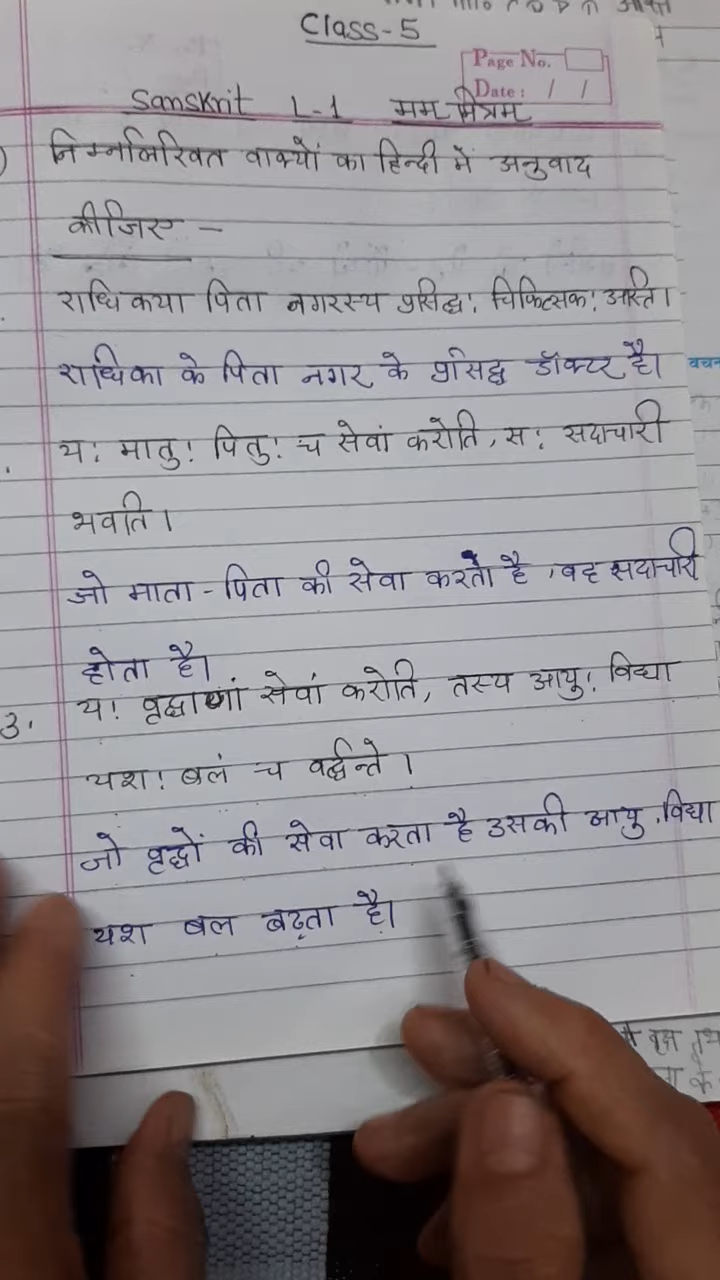 Class-5
Page No.
Date: / /
Sanskrit L-1 मम मित्रम
निम्नलिखित वाक्यों का हिन्दी में अनुवाद
कीजिए -
राधिकया पिता नगरस्य प्रसिद्ध: चिकित्सक: अस्ति।
राधिका के पिता नगर के प्रसिद्ध डॉक्टर है।
य: मातु: पितु: च सेवां करोति, स: सदाचारी
भवति।
जो माता-पिता की सेवा करता है, वह सदाचारी
होता है।
3. य: वृद्धाणां सेवां करोति, तस्य आयु: विद्या
यश: बलं च वर्द्धन्ते।
जो वृद्धों की सेवा करता है उसकी आयु, विद्या
यश बल बढ़ता है।